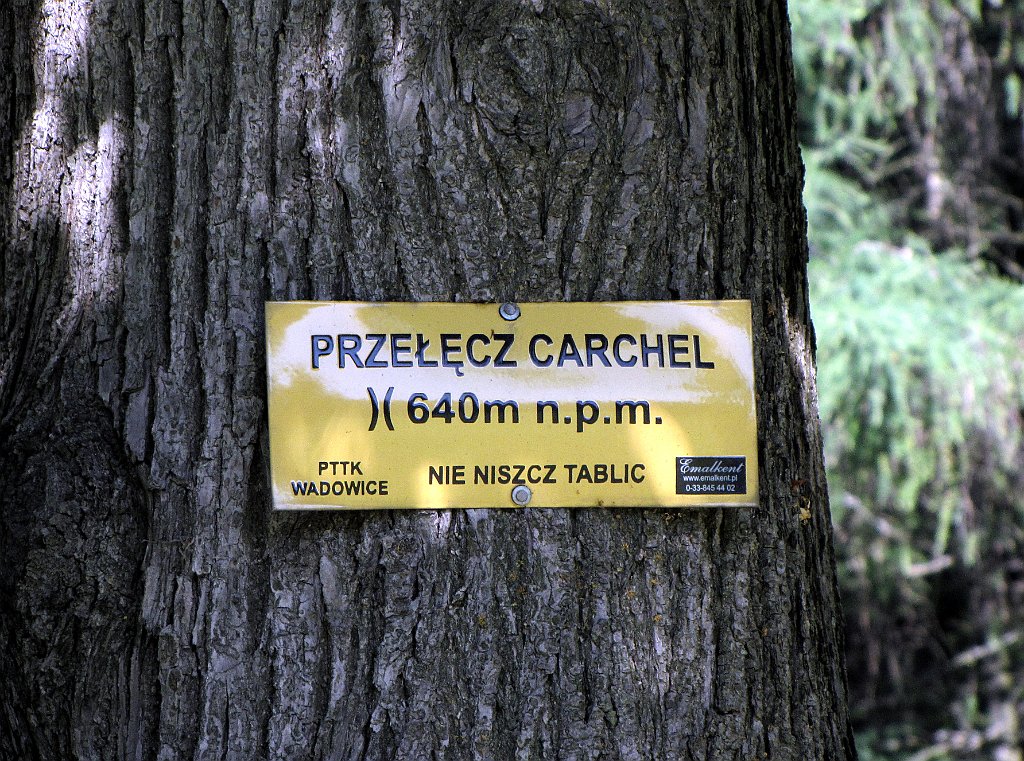 PRZEŁĘCZ CARCHEL
)( 640m n.p.m.
PTTK
WADOWICE
NIE NISZCZ TABLIC
Emalkent
www.emalkent.pl
0-33-845 44 02